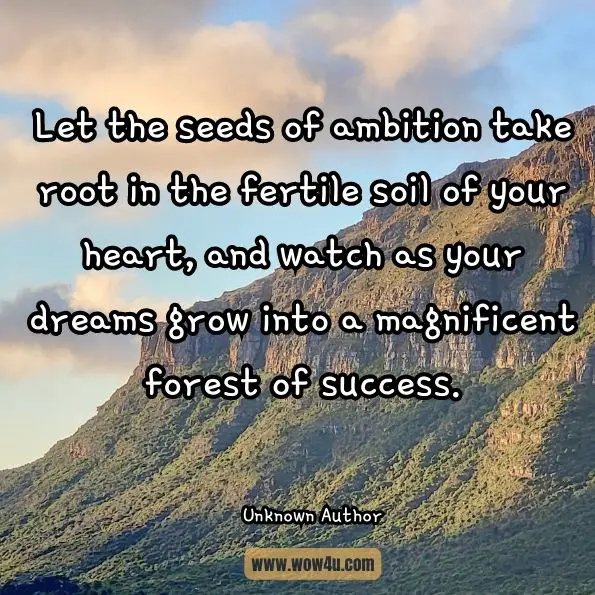 Let the seeds of ambition take
root in the fertile soil of your
heart, and watch as your
dreams grow into a magnificent
forest of success.
Unknown Author
www.wow4u.com